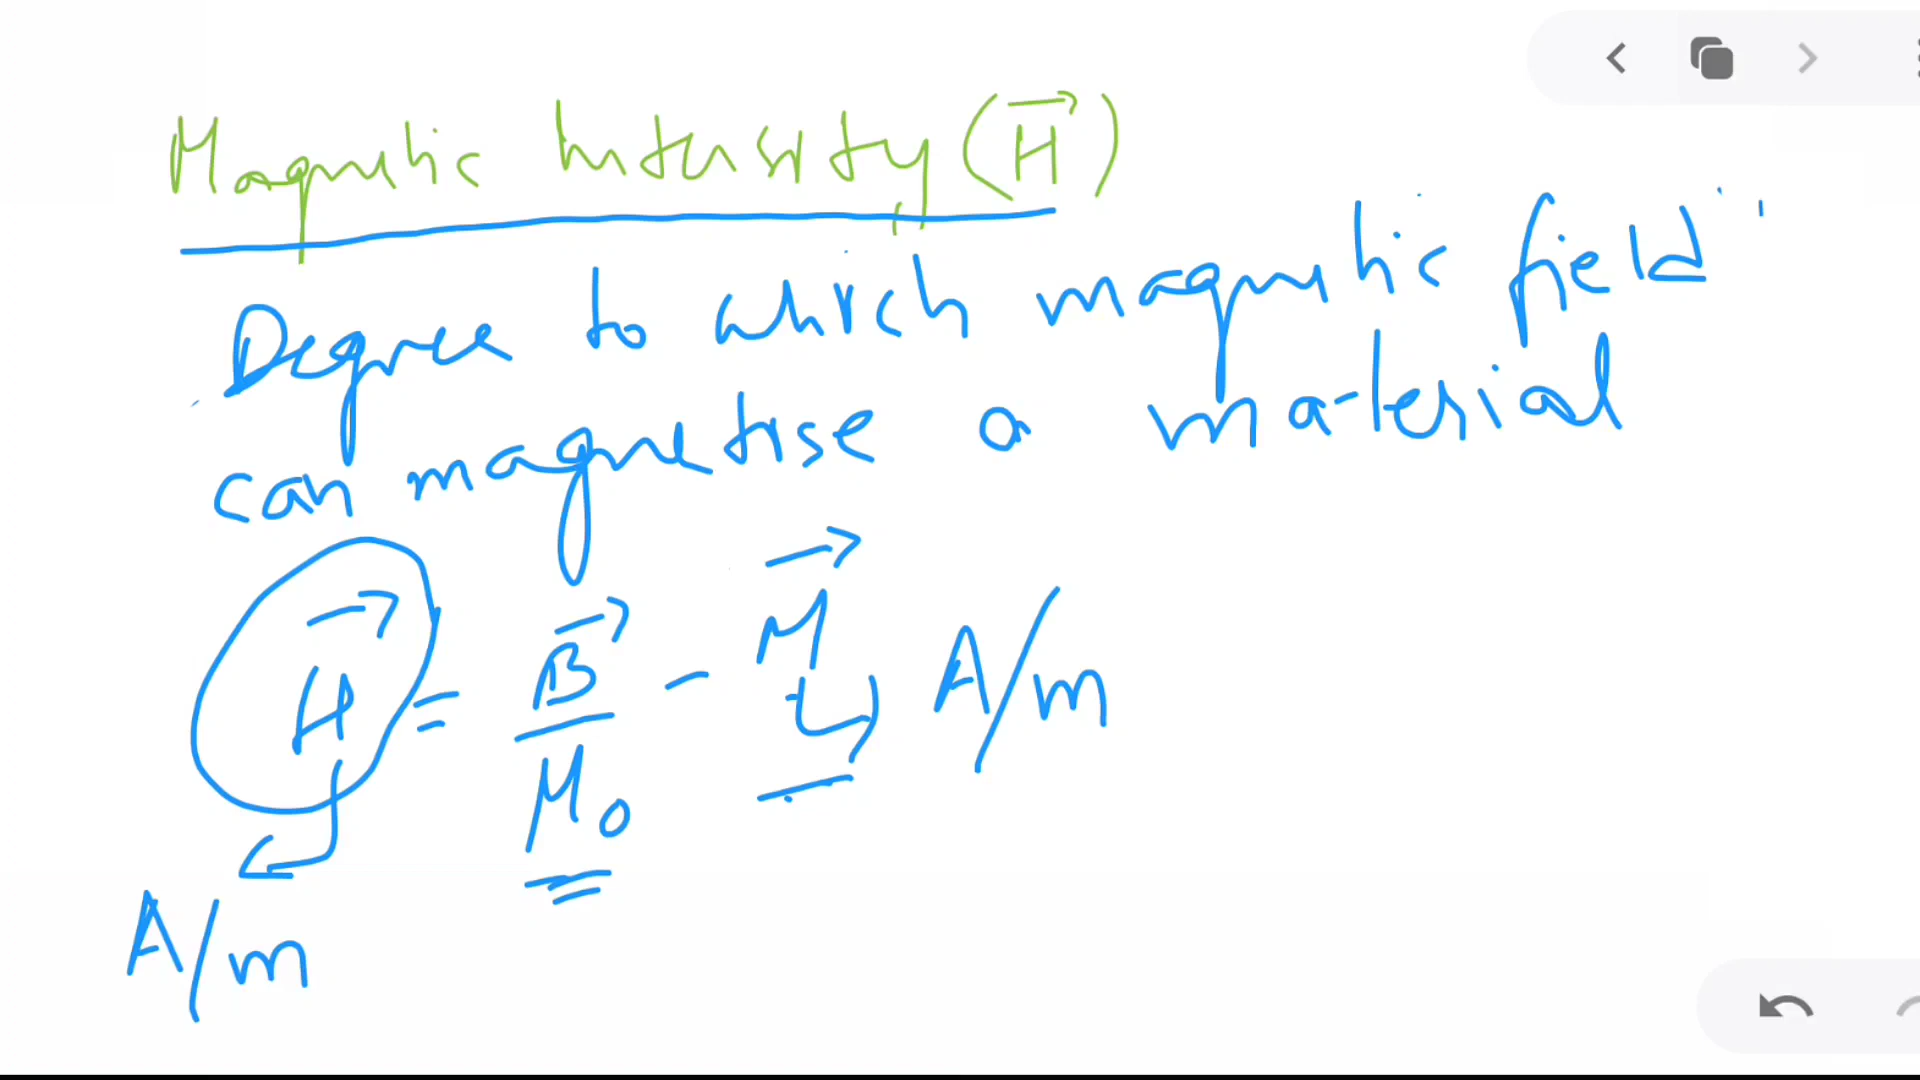 Magnetic Intensity (H⃗)
Degree to which magnetic field
can magnetise a material
H⃗ = B⃗/μ₀ - M⃗ A/m
A/m